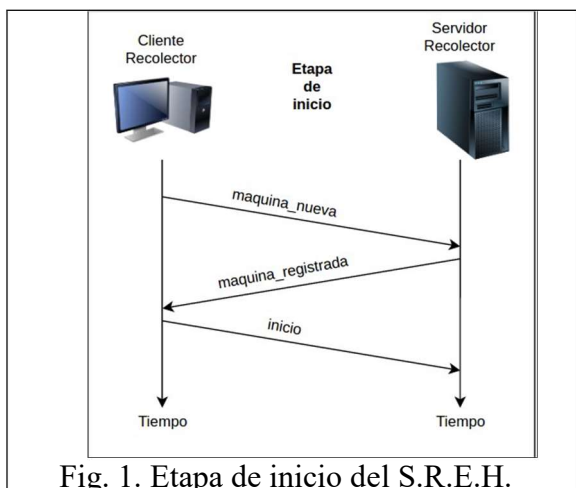 Cliente
Recolector
Etapa
de
inicio
Servidor
Recolector
maquina_nueva
maquina_registrada
inicio
Tiempo
Tiempo
Fig. 1. Etapa de inicio del S.R.E.H.